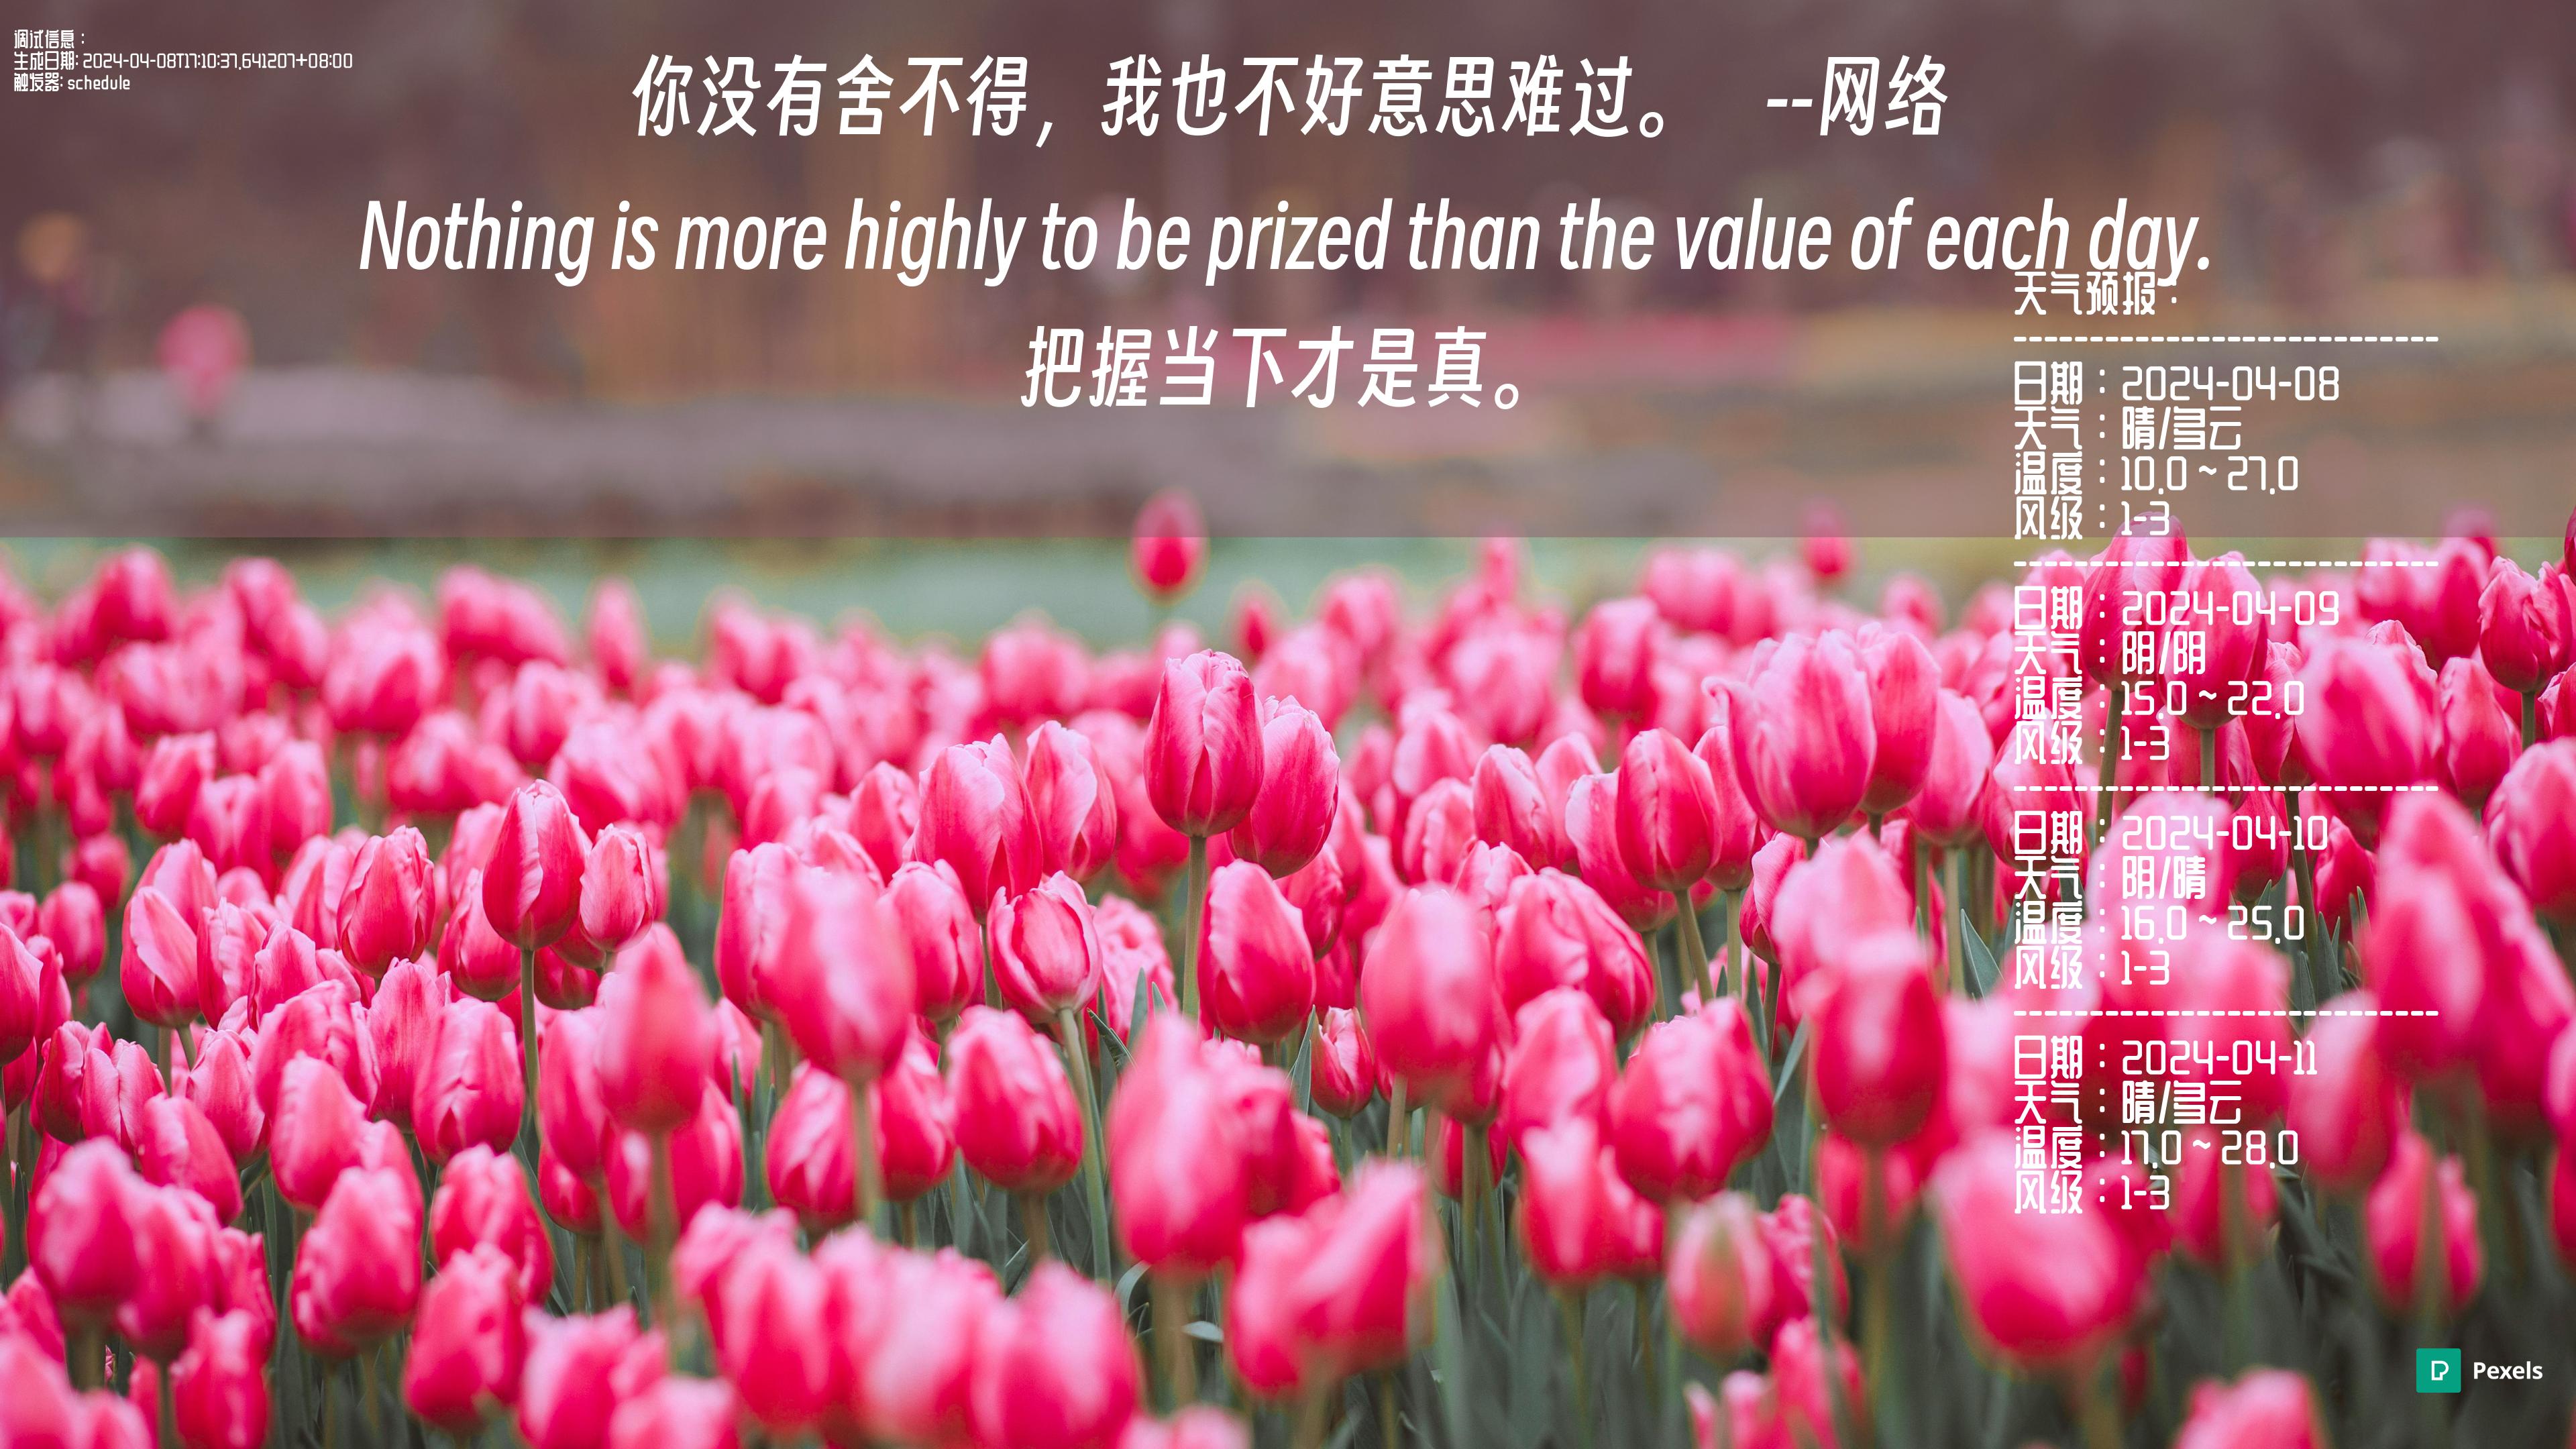 调试信息：
生成日期: 2024-04-08T17:10:37.641207+08:00
触发器: schedule
你没有舍不得，我也不好意思难过。 --网络
Nothing is more highly to be prized than the value of each day.
把握当下才是真。
天气预报：
------------------------------
日期：2024-04-08
天气：晴/多云
温度：10.0 ~ 27.0
风级：1-3
------------------------------
日期：2024-04-09
天气：阴/阴
温度：15.0 ~ 22.0
风级：1-3
------------------------------
日期：2024-04-10
天气：阴/晴
温度：16.0 ~ 25.0
风级：1-3
------------------------------
日期：2024-04-11
天气：晴/多云
温度：17.0 ~ 28.0
风级：1-3
Pexels